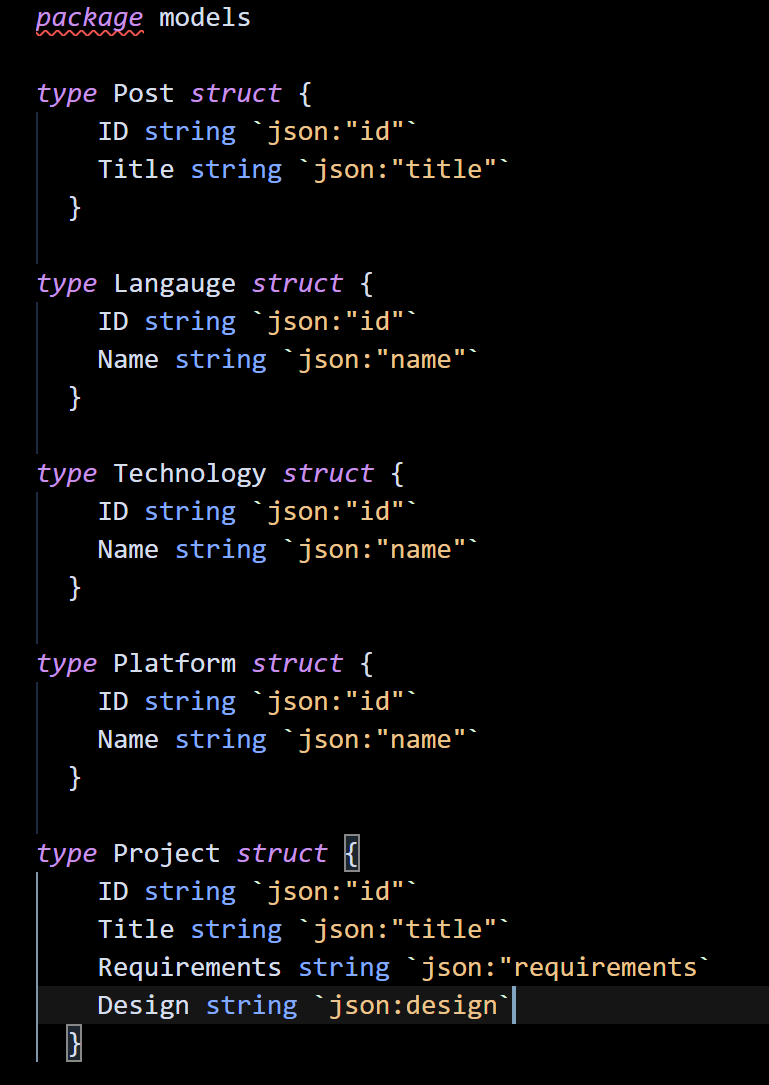 package models
type Post struct {
ID string `json:"id"`
Title string `json:"title"`
}
type Langauge struct {
ID string `json:"id"`
Name string `json:"name"`
}
type Technology struct {
ID string `json:"id"`
Name string `json:"name"`
}
type Platform struct {
ID string `json:"id"`
Name string `json:"name"`
}
type Project struct {
ID string `json:"id"`
Title string `json:"title"`
Requirements string `json:"requirements`
Design string `json:design`
}